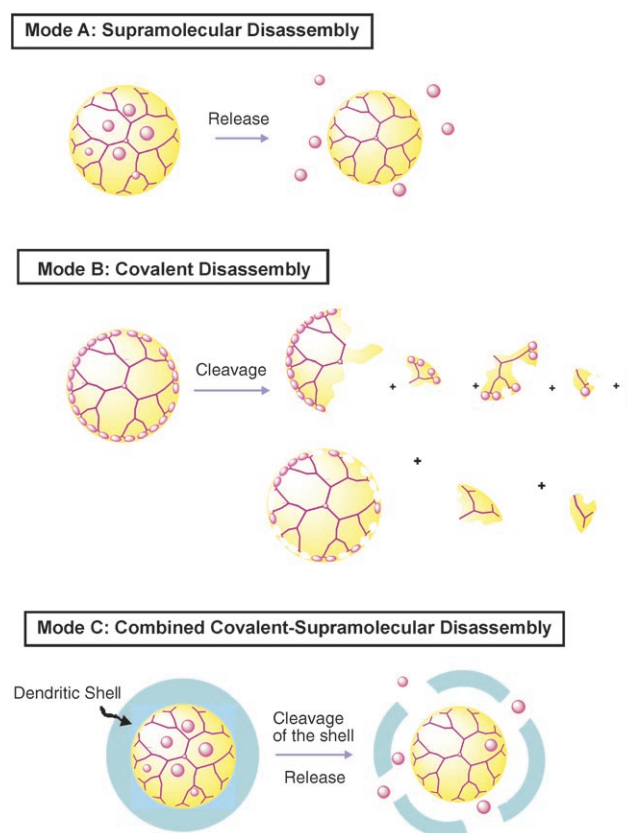 Mode A: Supramolecular Disassembly
Release
Mode B: Covalent Disassembly
Cleavage
+ + + +
+ +
Mode C: Combined Covalent-Supramolecular Disassembly
Dendritic Shell
Cleavage
of the shell
Release